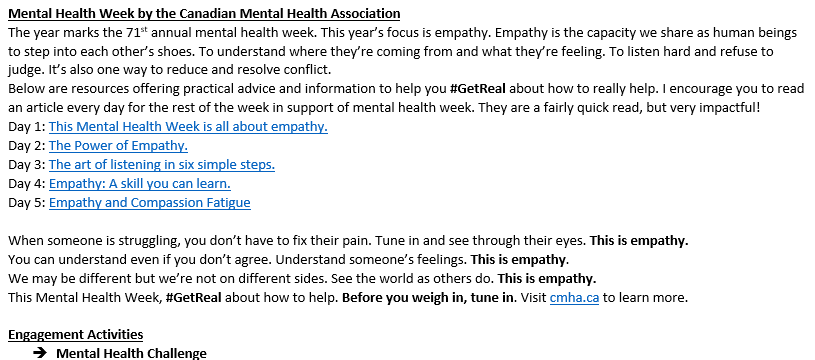 Mental Health Week by the Canadian Mental Health Association
The year marks the 71st annual mental health week. This year's focus is empathy. Empathy is the capacity we share as human beings
to step into each other's shoes. To understand where they're coming from and what they're feeling. To listen hard and refuse to
judge. It's also one way to reduce and resolve conflict.
Below are resources offering practical advice and information to help you #GetReal about how to really help. I encourage you to read
an article every day for the rest of the week in support of mental health week. They are a fairly quick read, but very impactful!
Day 1: This Mental Health Week is all about empathy.
Day 2: The Power of Empathy.
Day 3: The art of listening in six simple steps.
Day 4: Empathy: A skill you can learn.
Day 5: Empathy and Compassion Fatigue
When someone is struggling, you don't have to fix their pain. Tune in and see through their eyes. This is empathy.
You can understand even if you don't agree. Understand someone's feelings. This is empathy.
We may be different but we're not on different sides. See the world as others do. This is empathy.
This Mental Health Week, #GetReal about how to help. Before you weigh in, tune in. Visit cmha.ca to learn more.
Engagement Activities
➔ Mental Health Challenge